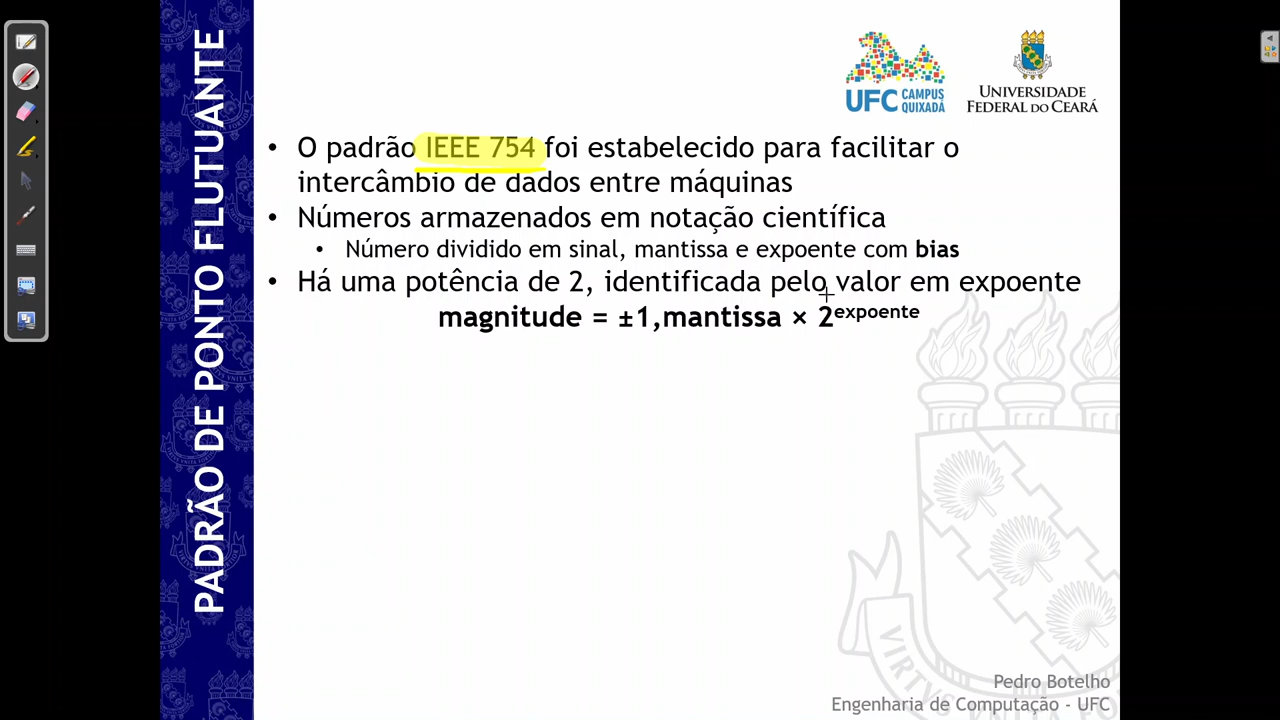 PADRÃO DE PONTO FLUTUANTE
UFC CAMPUS QUIXADÁ
UNIVERSIDADE
FEDERAL DO CEARÁ
• O padrão IEEE 754 foi estabelecido para facilitar o
intercâmbio de dados entre máquinas
• Números armazenados em notação científica
• Número dividido em sinal, mantissa e expoente com bias
• Há uma potência de 2, identificada pelo valor em expoente
magnitude = ±1,mantissa × 2^expoente
Pedro Botelho
Engenharia de Computação - UFC